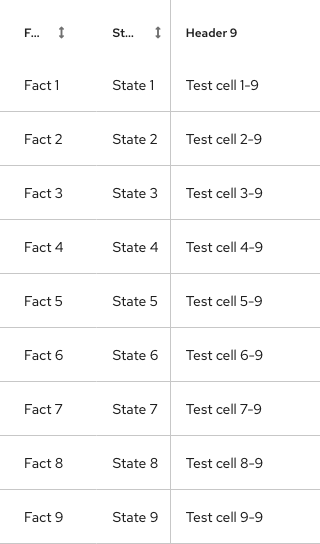 F... St... Header 9
Fact 1 State 1 Test cell 1-9
Fact 2 State 2 Test cell 2-9
Fact 3 State 3 Test cell 3-9
Fact 4 State 4 Test cell 4-9
Fact 5 State 5 Test cell 5-9
Fact 6 State 6 Test cell 6-9
Fact 7 State 7 Test cell 7-9
Fact 8 State 8 Test cell 8-9
Fact 9 State 9 Test cell 9-9